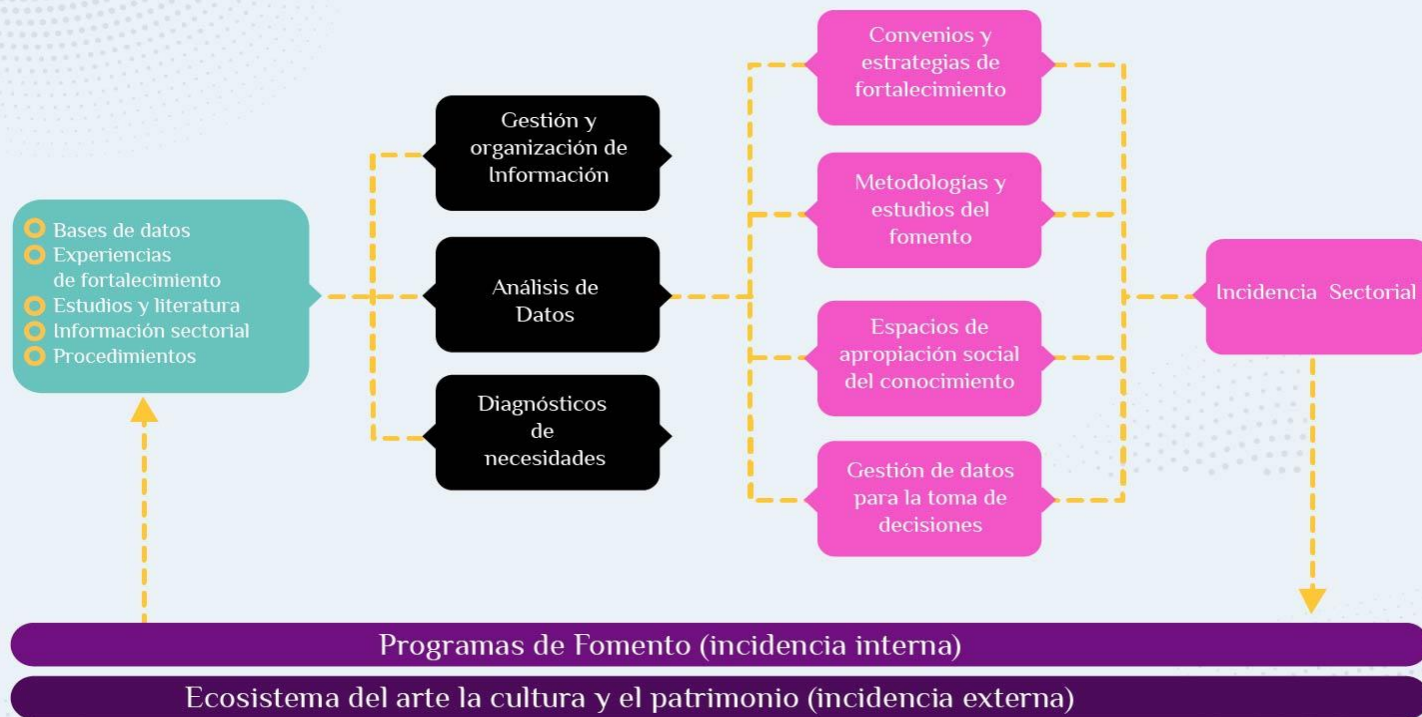 Bases de datos
Experiencias
de fortalecimiento
Estudios y literatura
Información sectorial
Procedimientos
Gestión y
organización de
Información
Análisis de
Datos
Diagnósticos
de
necesidades
Convenios y
estrategias de
fortalecimiento
Metodologías y
estudios del
fomento
Espacios de
apropiación social
del conocimiento
Gestión de datos
para la toma de
decisiones
Incidencia Sectorial
Programas de Fomento (incidencia interna)
Ecosistema del arte la cultura y el patrimonio (incidencia externa)